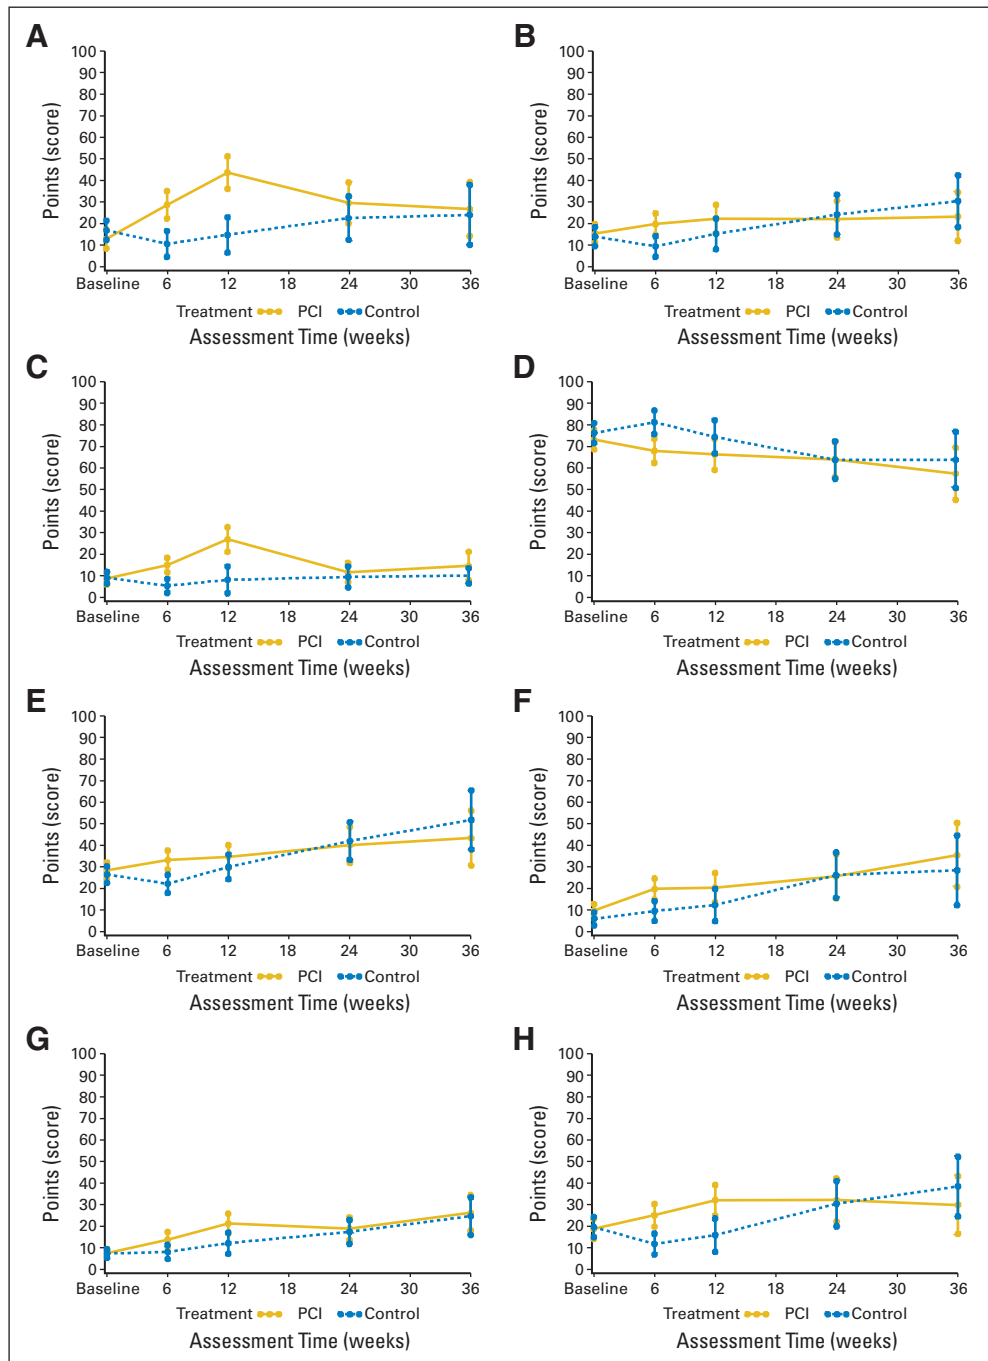 A
100
90
80
70
60
50
40
30
20
10
0
Points (score)
Baseline 6 12 18 24 30 36
Treatment PCI Control
Assessment Time (weeks)
B
100
90
80
70
60
50
40
30
20
10
0
Points (score)
Baseline 6 12 18 24 30 36
Treatment PCI Control
Assessment Time (weeks)
C
100
90
80
70
60
50
40
30
20
10
0
Points (score)
Baseline 6 12 18 24 30 36
Treatment PCI Control
Assessment Time (weeks)
D
100
90
80
70
60
50
40
30
20
10
0
Points (score)
Baseline 6 12 18 24 30 36
Treatment PCI Control
Assessment Time (weeks)
E
100
90
80
70
60
50
40
30
20
10
0
Points (score)
Baseline 6 12 18 24 30 36
Treatment PCI Control
Assessment Time (weeks)
F
100
90
80
70
60
50
40
30
20
10
0
Points (score)
Baseline 6 12 18 24 30 36
Treatment PCI Control
Assessment Time (weeks)
G
100
90
80
70
60
50
40
30
20
10
0
Points (score)
Baseline 6 12 18 24 30 36
Treatment PCI Control
Assessment Time (weeks)
H
100
90
80
70
60
50
40
30
20
10
0
Points (score)
Baseline 6 12 18 24 30 36
Treatment PCI Control
Assessment Time (weeks)